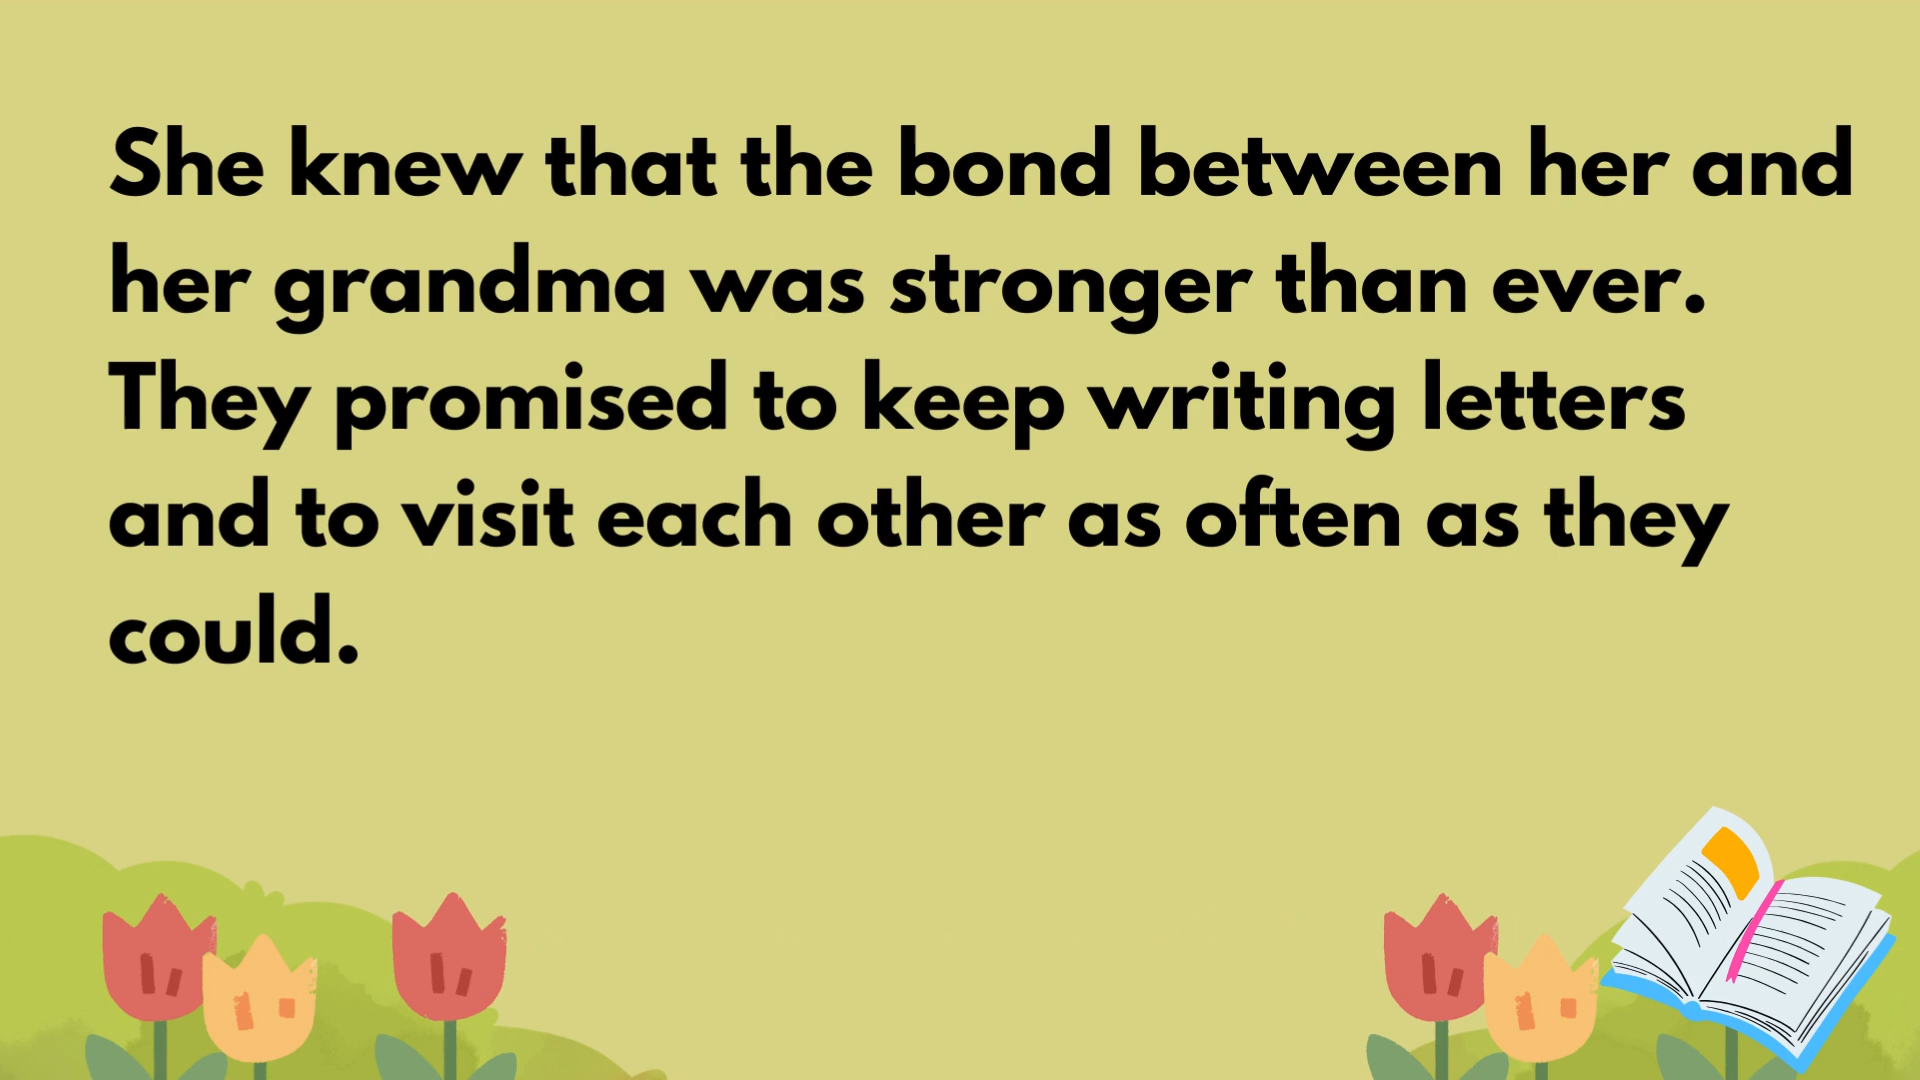 She knew that the bond between her and
her grandma was stronger than ever.
They promised to keep writing letters
and to visit each other as often as they
could.